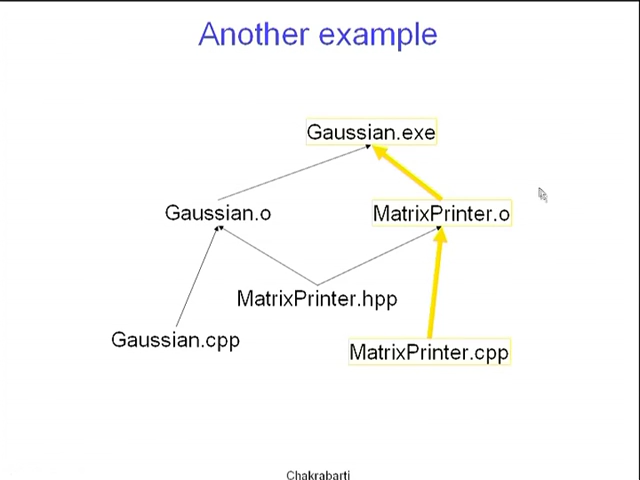 Another example
Gaussian.exe
Gaussian.o
MatrixPrinter.o
MatrixPrinter.hpp
Gaussian.cpp
MatrixPrinter.cpp
Chakrabarti